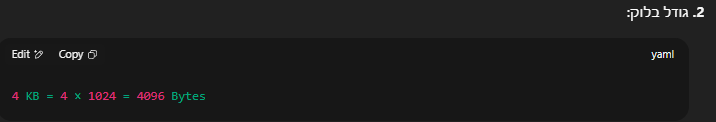 2. גודל בלוק:
Edit Copy yaml
4 KB = 4 × 1024 = 4096 Bytes